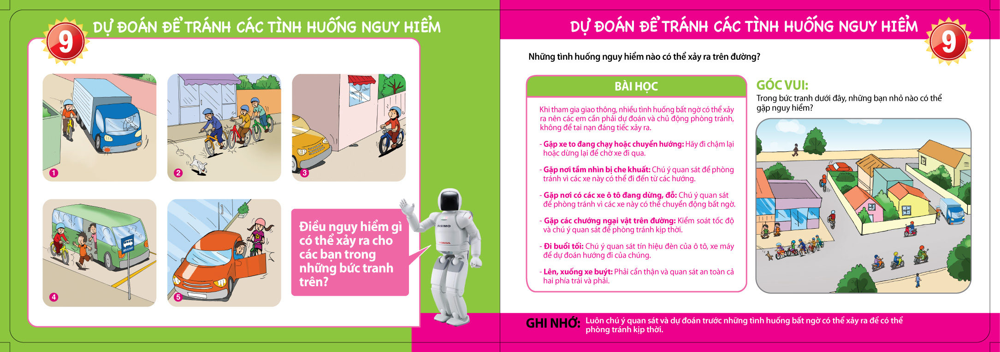 DỰ ĐOÁN ĐỂ TRÁNH CÁC TÌNH HUỐNG NGUY HIỂM
9
1
2
3
4
5
BẾN XE BUÝT
Điều nguy hiểm gì
có thể xảy ra cho
các bạn trong
những bức tranh
trên?
ASIMO
HONDA
DỰ ĐOÁN ĐỂ TRÁNH CÁC TÌNH HUỐNG NGUY HIỂM
9
Những tình huống nguy hiểm nào có thể xảy ra trên đường?
BÀI HỌC
Khi tham gia giao thông, nhiều tình huống bất ngờ có thể xảy
ra nên các em cần phải dự đoán và chủ động phòng tránh,
không để tai nạn đáng tiếc xảy ra.
- Gặp xe to đang chạy hoặc chuyển hướng: Hãy đi chậm lại
hoặc dừng lại để chờ xe đi qua.
- Gặp nơi tầm nhìn bị che khuất: Chú ý quan sát để phòng
tránh vì các xe này có thể đi đến từ các hướng.
- Gặp nơi có các xe ô tô đang dừng, đỗ: Chú ý quan sát
để phòng tránh vì các xe này có thể chuyển động bất ngờ.
- Gặp các chướng ngại vật trên đường: Kiểm soát tốc độ
và chú ý quan sát để phòng tránh kịp thời.
- Đi buổi tối: Chú ý quan sát tín hiệu đèn của ô tô, xe máy
để dự đoán hướng đi của chúng.
- Lên, xuống xe buýt: Phải cẩn thận và quan sát an toàn cả
hai phía trái và phải.
GÓC VUI:
Trong bức tranh dưới đây, những bạn nhỏ nào có thể
gặp nguy hiểm?
GHI NHỚ: Luôn chú ý quan sát và dự đoán trước những tình huống bất ngờ có thể xảy ra để có thể
phòng tránh kịp thời.